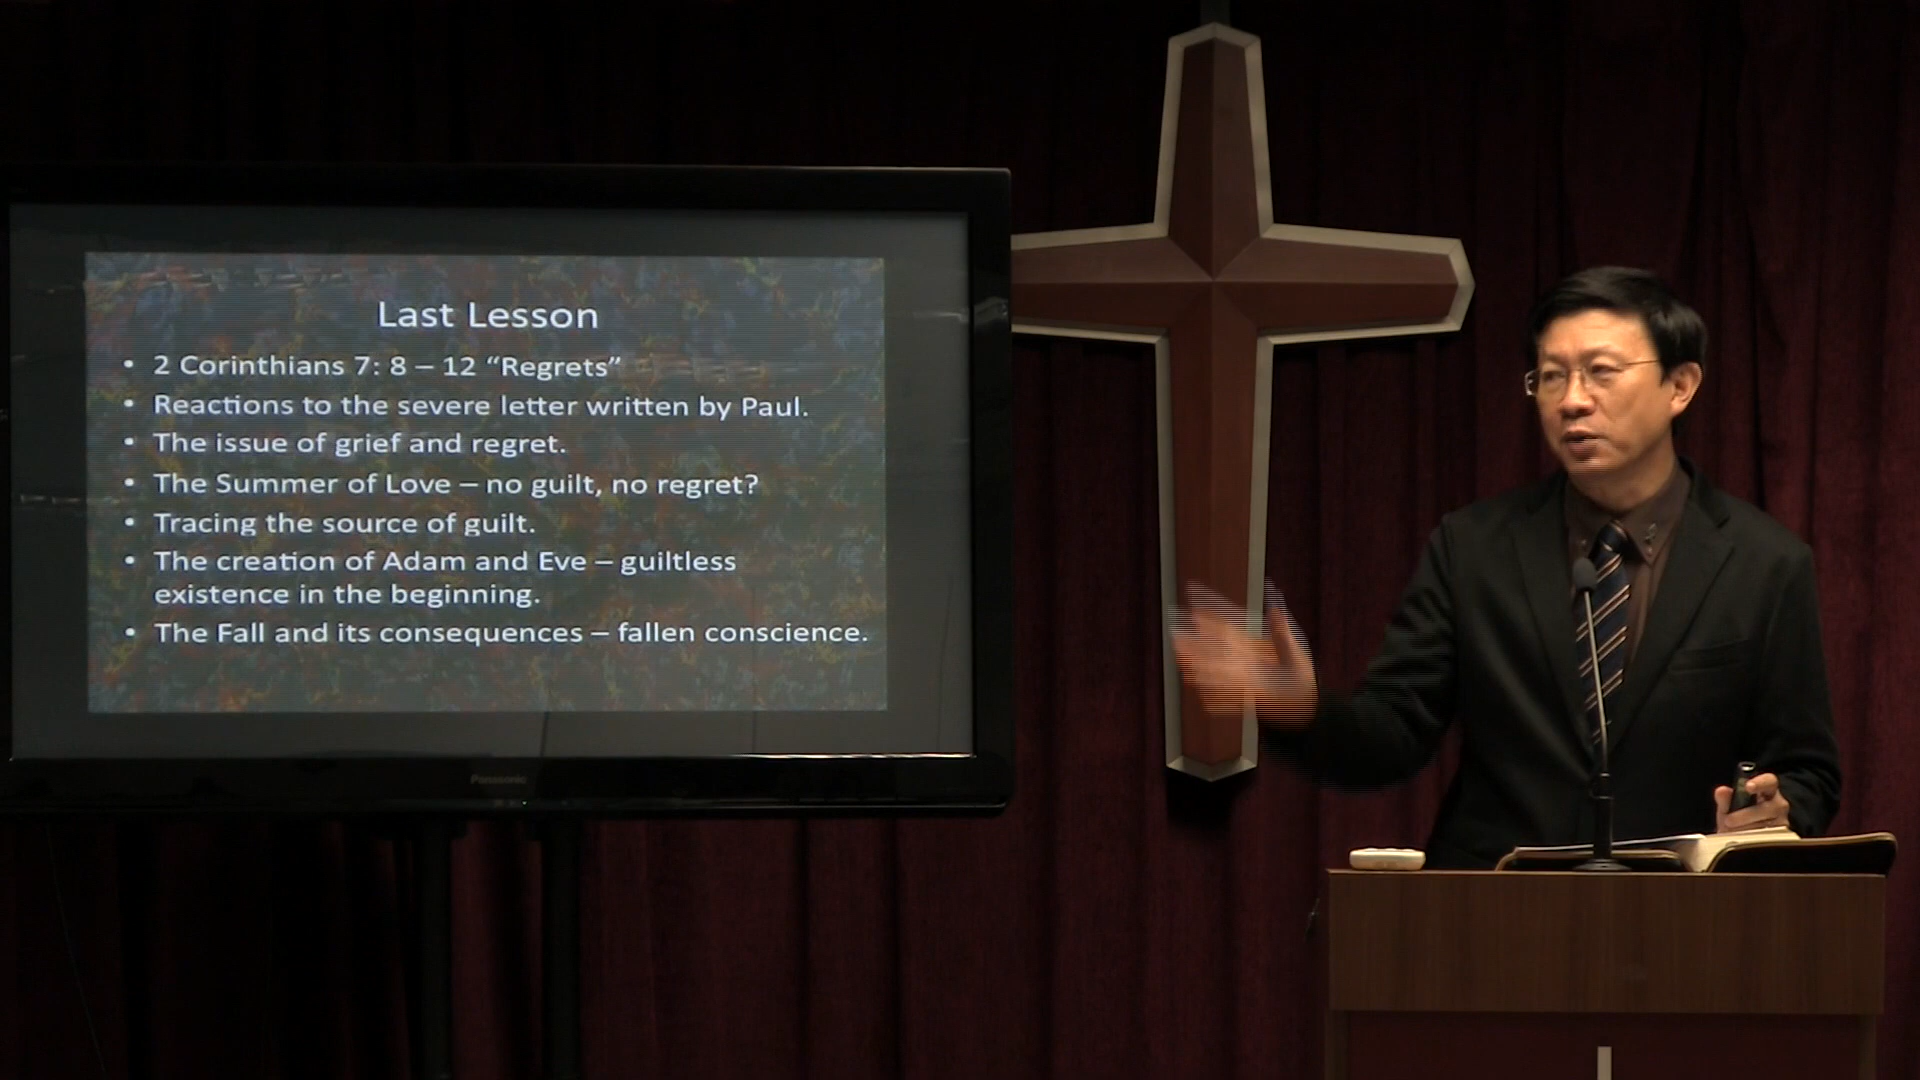 Last Lesson
• 2 Corinthians 7: 8 – 12 “Regrets”
• Reactions to the severe letter written by Paul.
• The issue of grief and regret.
• The Summer of Love – no guilt, no regret?
• Tracing the source of guilt.
• The creation of Adam and Eve – guiltless
existence in the beginning.
• The Fall and its consequences – fallen conscience.
Panasonic